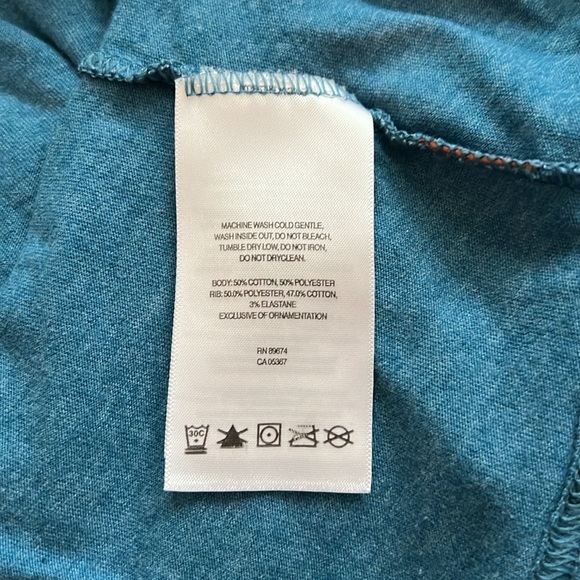 MACHINE WASH COLD GENTLE,
WASH INSIDE OUT, DO NOT BLEACH,
TUMBLE DRY LOW, DO NOT IRON,
DO NOT DRYCLEAN.
BODY: 50% COTTON, 50% POLYESTER
RIB: 50.0% POLYESTER, 47.0% COTTON,
3% ELASTANE
EXCLUSIVE OF ORNAMENTATION
RN 89674
CA 05367
30C